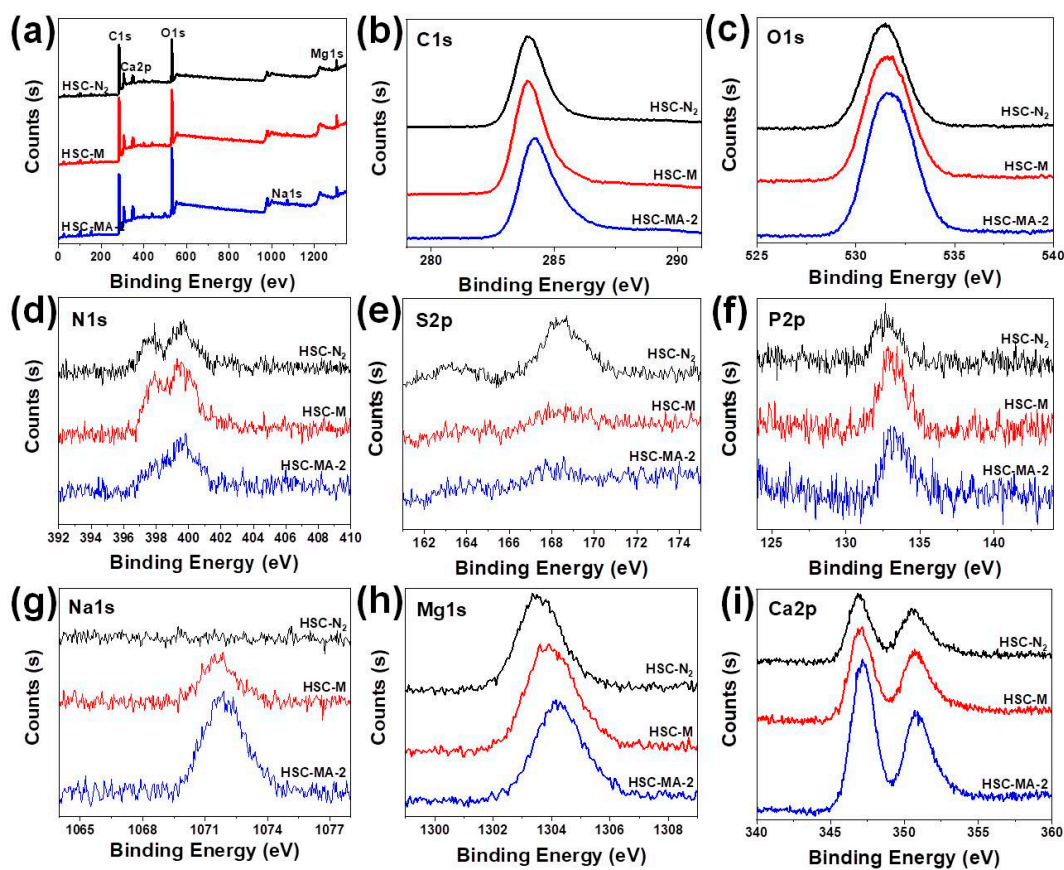 (a)
C1s
O1s
Ca2p
Mg1s
HSC-N₂
HSC-M
Na1s
HSC-MA-2
Counts (s)
0 200 400 600 800 1000 1200
Binding Energy (ev)
(b)
C1s
HSC-N₂
HSC-M
HSC-MA-2
Counts (s)
280 285 290
Binding Energy (eV)
(c)
O1s
HSC-N₂
HSC-M
HSC-MA-2
Counts (s)
525 530 535 540
Binding Energy (eV)
(d)
N1s
HSC-N₂
HSC-M
HSC-MA-2
Counts (s)
392 394 396 398 400 402 404 406 408 410
Binding Energy (eV)
(e)
S2p
HSC-N₂
HSC-M
HSC-MA-2
Counts (s)
162 164 166 168 170 172 174
Binding Energy (eV)
(f)
P2p
HSC-N₂
HSC-M
HSC-MA-2
Counts (s)
124 127 130 133 135 138 140 143
Binding Energy (eV)
(g)
Na1s
HSC-N₂
HSC-M
HSC-MA-2
Counts (s)
1065 1068 1071 1074 1077
Binding Energy (eV)
(h)
Mg1s
HSC-N₂
HSC-M
HSC-MA-2
Counts (s)
1300 1302 1304 1306 1308
Binding Energy (eV)
(i)
Ca2p
HSC-N₂
HSC-M
HSC-MA-2
Counts (s)
340 345 350 355 360
Binding Energy (eV)